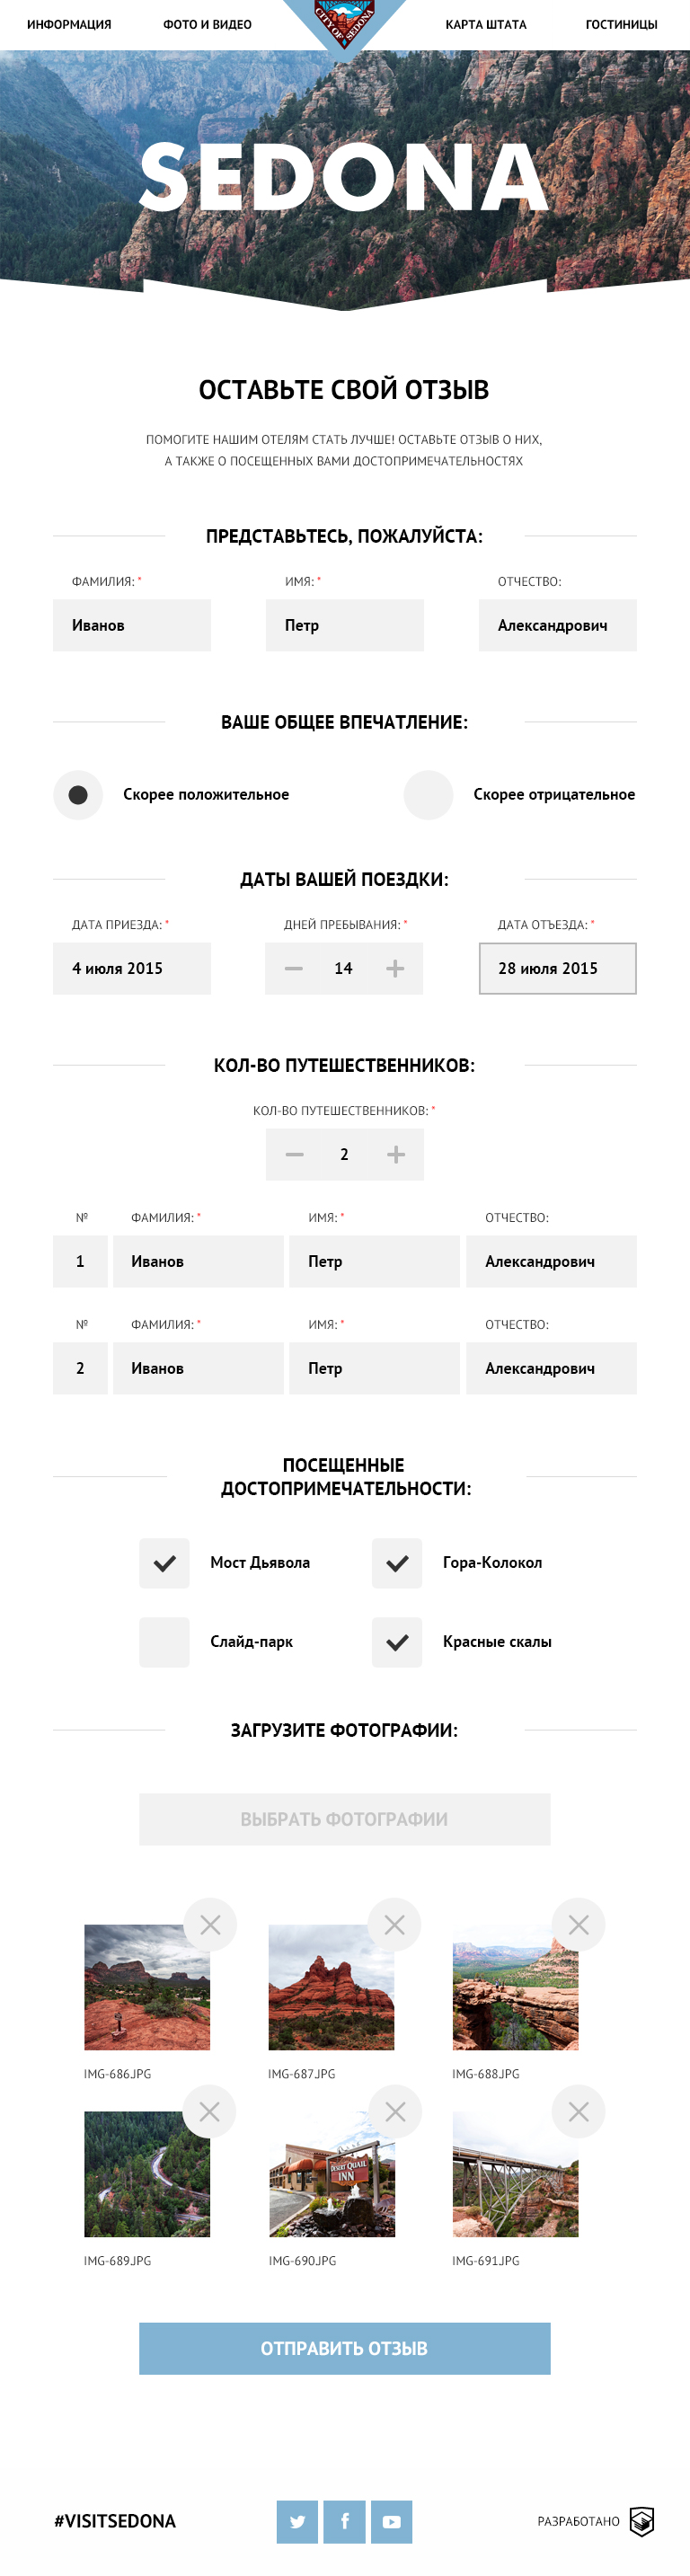 ИНФОРМАЦИЯ ФОТО И ВИДЕО CITY OF SEDONA КАРТА ШТАТА ГОСТИНИЦЫ
SEDONA
ОСТАВЬТЕ СВОЙ ОТЗЫВ
ПОМОГИТЕ НАШИМ ОТЕЛЯМ СТАТЬ ЛУЧШЕ! ОСТАВЬТЕ ОТЗЫВ О НИХ,
А ТАКЖЕ О ПОСЕЩЕННЫХ ВАМИ ДОСТОПРИМЕЧАТЕЛЬНОСТЯХ
ПРЕДСТАВЬТЕСЬ, ПОЖАЛУЙСТА:
ФАМИЛИЯ: * ИМЯ: * ОТЧЕСТВО:
Иванов Петр Александрович
ВАШЕ ОБЩЕЕ ВПЕЧАТЛЕНИЕ:
Скорее положительное Скорее отрицательное
ДАТЫ ВАШЕЙ ПОЕЗДКИ:
ДАТА ПРИЕЗДА: * ДНЕЙ ПРЕБЫВАНИЯ: * ДАТА ОТЪЕЗДА: *
4 июля 2015 — 14 + 28 июля 2015
КОЛ-ВО ПУТЕШЕСТВЕННИКОВ:
КОЛ-ВО ПУТЕШЕСТВЕННИКОВ: *
— 2 +
№ ФАМИЛИЯ: * ИМЯ: * ОТЧЕСТВО:
1 Иванов Петр Александрович
№ ФАМИЛИЯ: * ИМЯ: * ОТЧЕСТВО:
2 Иванов Петр Александрович
ПОСЕЩЕННЫЕ
ДОСТОПРИМЕЧАТЕЛЬНОСТИ:
Мост Дьявола Гора-Колокол
Слайд-парк Красные скалы
ЗАГРУЗИТЕ ФОТОГРАФИИ:
ВЫБРАТЬ ФОТОГРАФИИ
IMG-686.JPG IMG-687.JPG IMG-688.JPG
DESERT QUAIL
INN
IMG-689.JPG IMG-690.JPG IMG-691.JPG
ОТПРАВИТЬ ОТЗЫВ
#VISITSEDONA РАЗРАБОТАНО